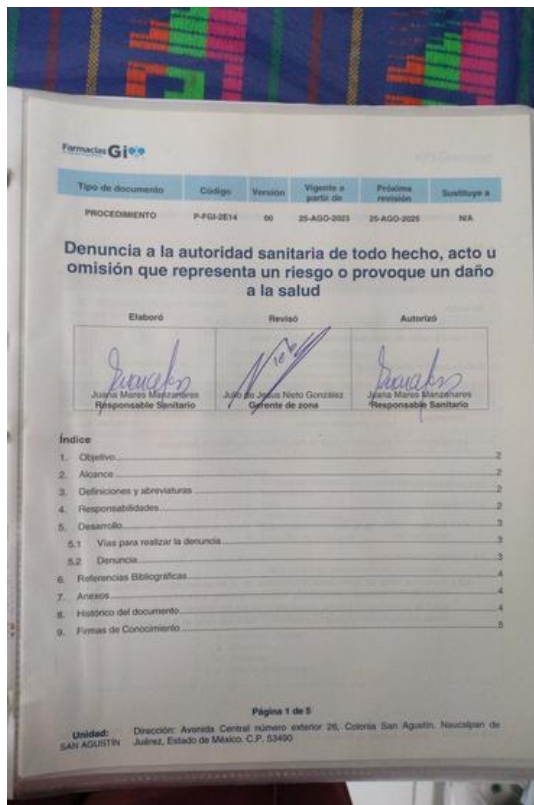 Farmacias Gi
Tipo de documento Código Versión Vigente a partir de Próxima revisión Sustituye a
PROCEDIMIENTO P-FGI-2E14 00 25-AGO-2023 25-AGO-2025 N/A
Denuncia a la autoridad sanitaria de todo hecho, acto u
omisión que representa un riesgo o provoque un daño
a la salud
Elaboró Revisó Autorizó
Juana Mares Manzanares Julio de Jesus Nieto González Juana Mares Manzanares
Responsable Sanitario Gerente de zona Responsable Sanitario
Índice
1. Objetivo 2
2. Alcance 2
3. Definiciones y abreviaturas 2
4. Responsabilidades 2
5. Desarrollo 3
5.1 Vías para realizar la denuncia 3
5.2 Denuncia 3
6. Referencias Bibliográficas 4
7. Anexos 4
8. Histórico del documento 4
9. Firmas de Conocimiento 5
Página 1 de 5
Unidad: Dirección: Avenida Central número exterior 26, Colonia San Agustín. Naucalpan de
SAN AGUSTÍN Juárez, Estado de México. C.P. 53490